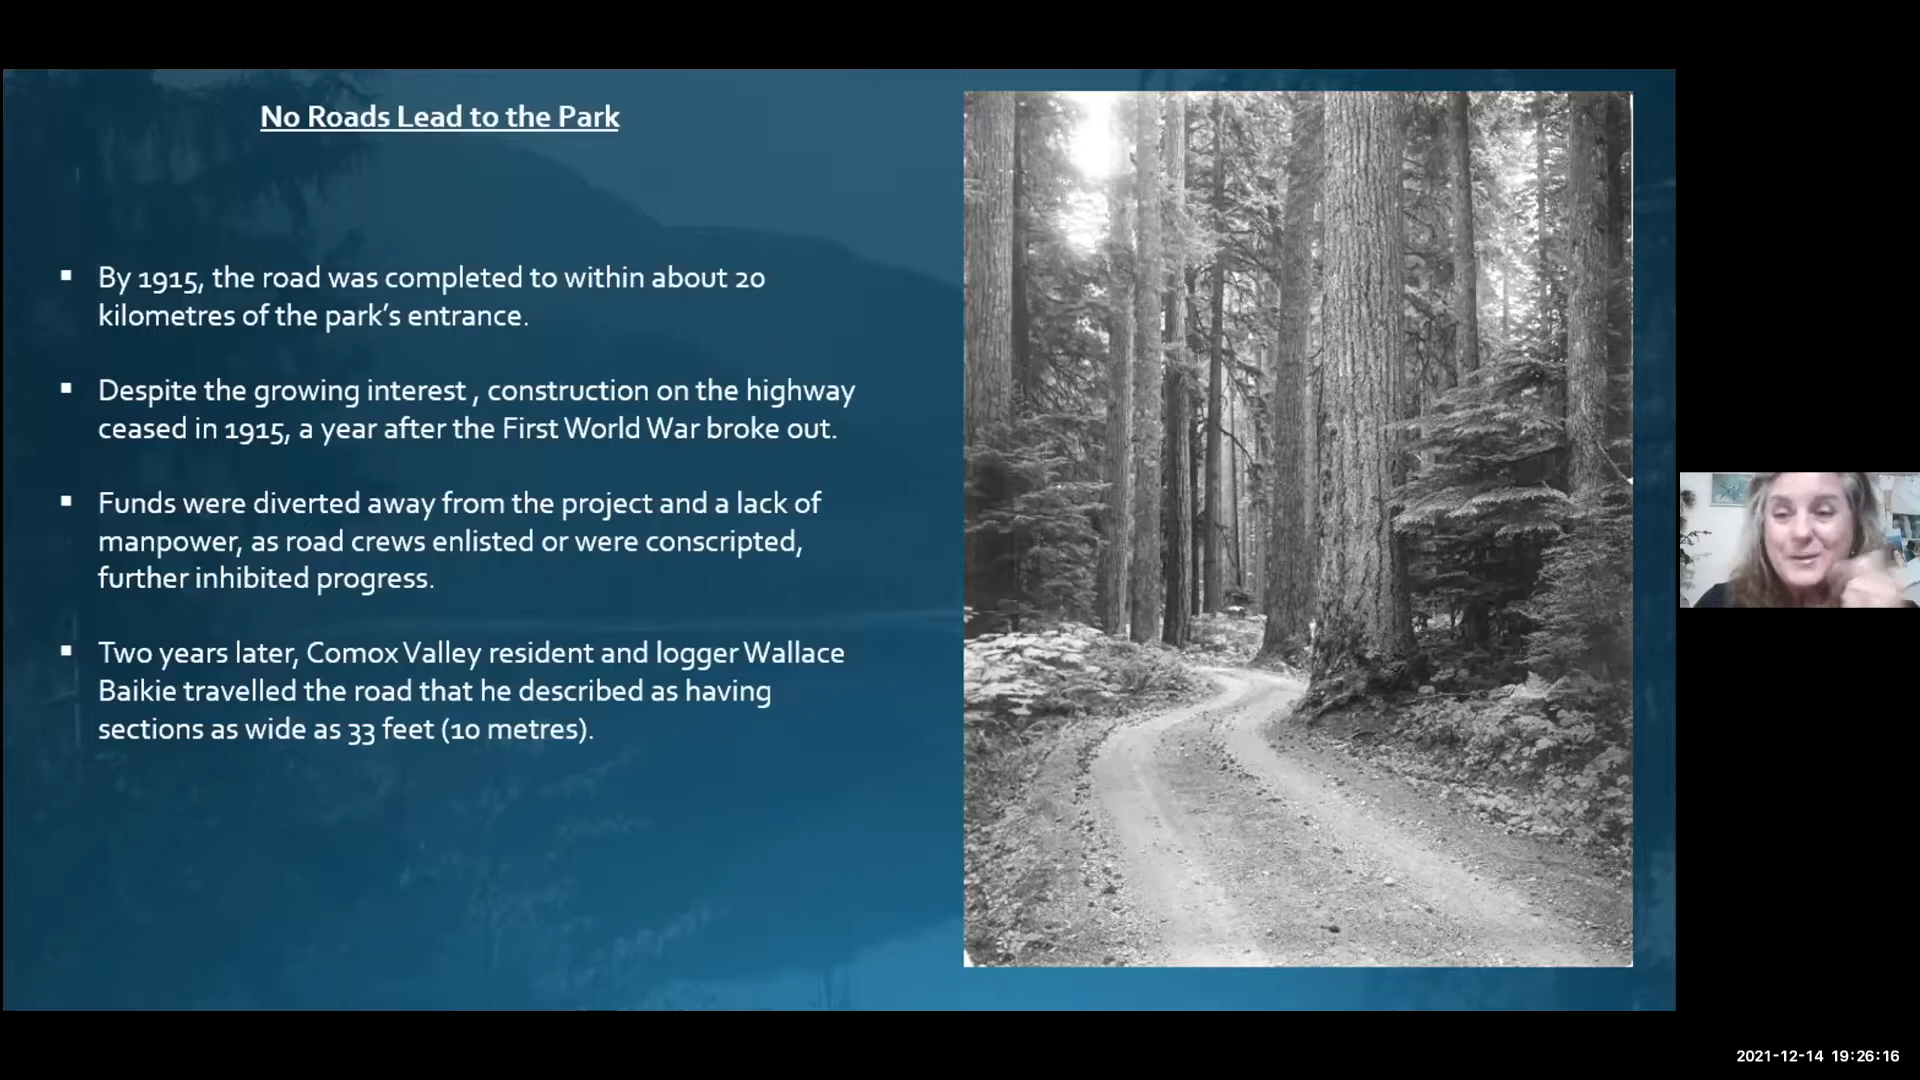 No Roads Lead to the Park
▪ By 1915, the road was completed to within about 20
kilometres of the park's entrance.
▪ Despite the growing interest , construction on the highway
ceased in 1915, a year after the First World War broke out.
▪ Funds were diverted away from the project and a lack of
manpower, as road crews enlisted or were conscripted,
further inhibited progress.
▪ Two years later, Comox Valley resident and logger Wallace
Baikie travelled the road that he described as having
sections as wide as 33 feet (10 metres).
2021-12-14 19:26:16